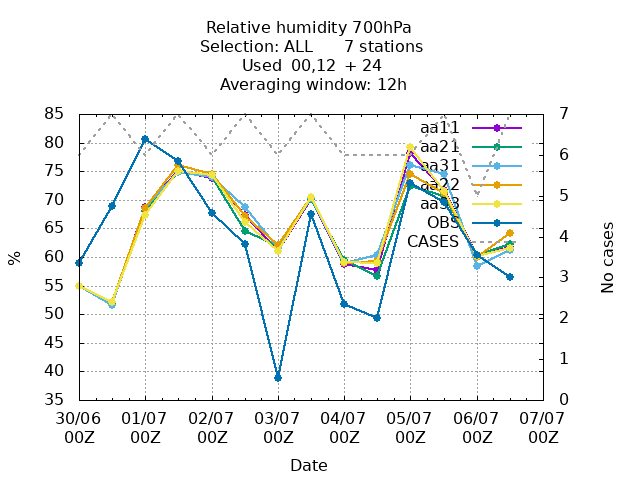 Relative humidity 700hPa
Selection: ALL 7 stations
Used 00,12 + 24
Averaging window: 12h
85
80
75
70
65
60
55
50
45
40
35
%
7
6
5
4
3
2
1
0
No cases
aa11
aa21
aa31
aa22
aa33
OBS
CASES
30/06 01/07 02/07 03/07 04/07 05/07 06/07 07/07
00Z 00Z 00Z 00Z 00Z 00Z 00Z 00Z
Date